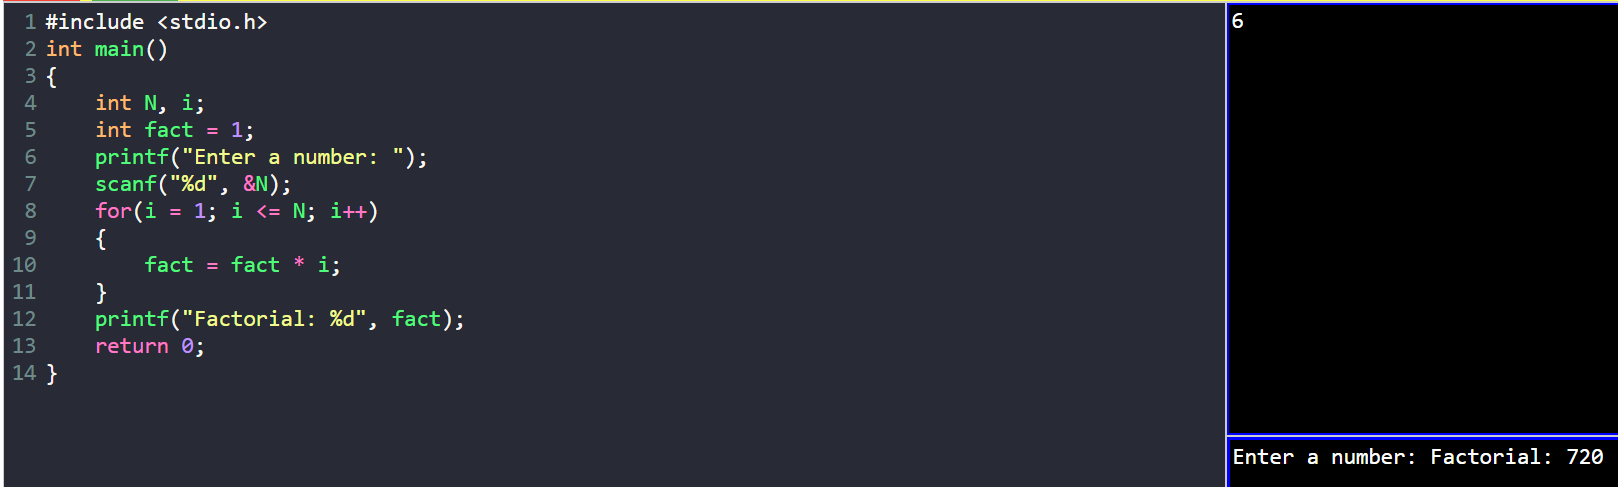 1 #include <stdio.h>
2 int main()
3 {
4     int N, i;
5     int fact = 1;
6     printf("Enter a number: ");
7     scanf("%d", &N);
8     for(i = 1; i <= N; i++)
9     {
10         fact = fact * i;
11     }
12     printf("Factorial: %d", fact);
13     return 0;
14 }
6
Enter a number: Factorial: 720